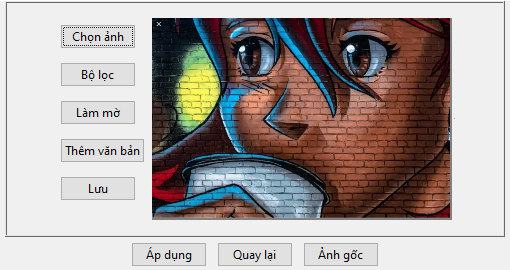 Chọn ảnh
Bộ lọc
Làm mờ
Thêm văn bản
Lưu
Áp dụng
Quay lại
Ảnh gốc